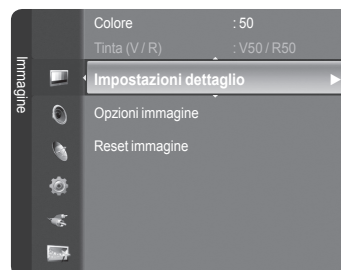 Immagine
Colore : 50
Tinta (V / R) : V50 / R50
Impostazioni dettaglio
Opzioni immagine
Reset immagine